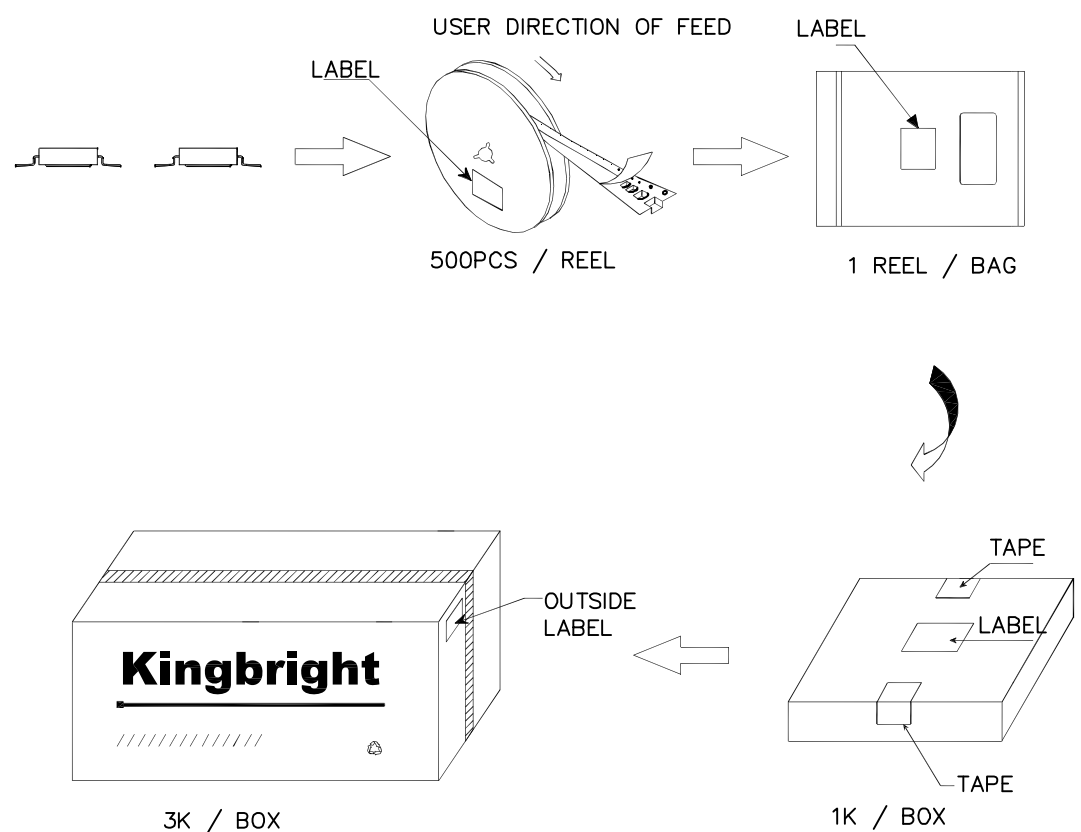 USER DIRECTION OF FEED
LABEL
LABEL
500PCS / REEL
1 REEL / BAG
TAPE
LABEL
TAPE
1K / BOX
OUTSIDE
LABEL
Kingbright
3K / BOX